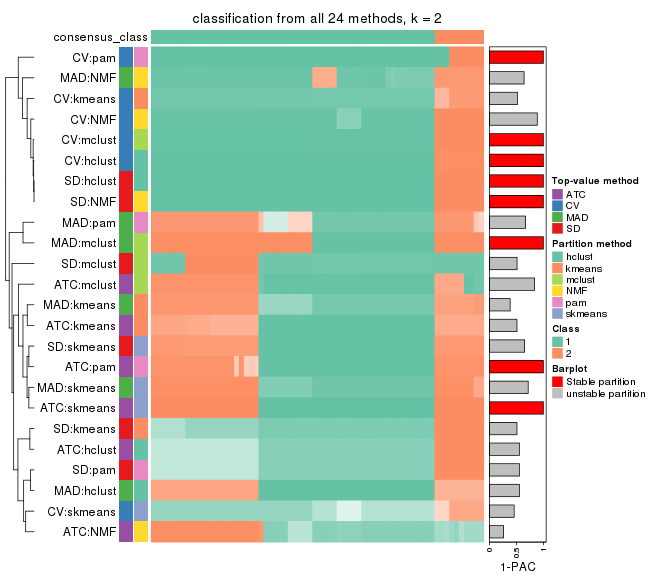 classification from all 24 methods, k = 2
consensus_class
CV:pam
MAD:NMF
CV:kmeans
CV:NMF
CV:mclust
CV:hclust
SD:hclust
SD:NMF
MAD:pam
MAD:mclust
SD:mclust
ATC:mclust
MAD:kmeans
ATC:kmeans
SD:skmeans
ATC:pam
MAD:skmeans
ATC:skmeans
SD:kmeans
ATC:hclust
SD:pam
MAD:hclust
CV:skmeans
ATC:NMF
0
0.5
1
1-PAC
Top-value method
ATC
CV
MAD
SD
Partition method
hclust
kmeans
mclust
NMF
pam
skmeans
Class
1
2
Barplot
Stable partition
unstable partition